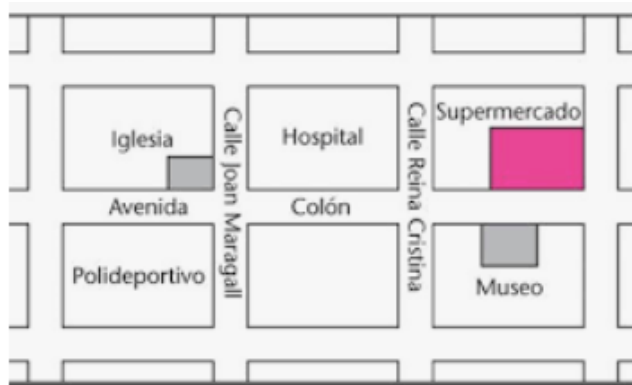 Supermercado
Iglesia
Hospital
Calle Joan Maragall
Calle Reina Cristina
Avenida Colón
Polideportivo
Museo